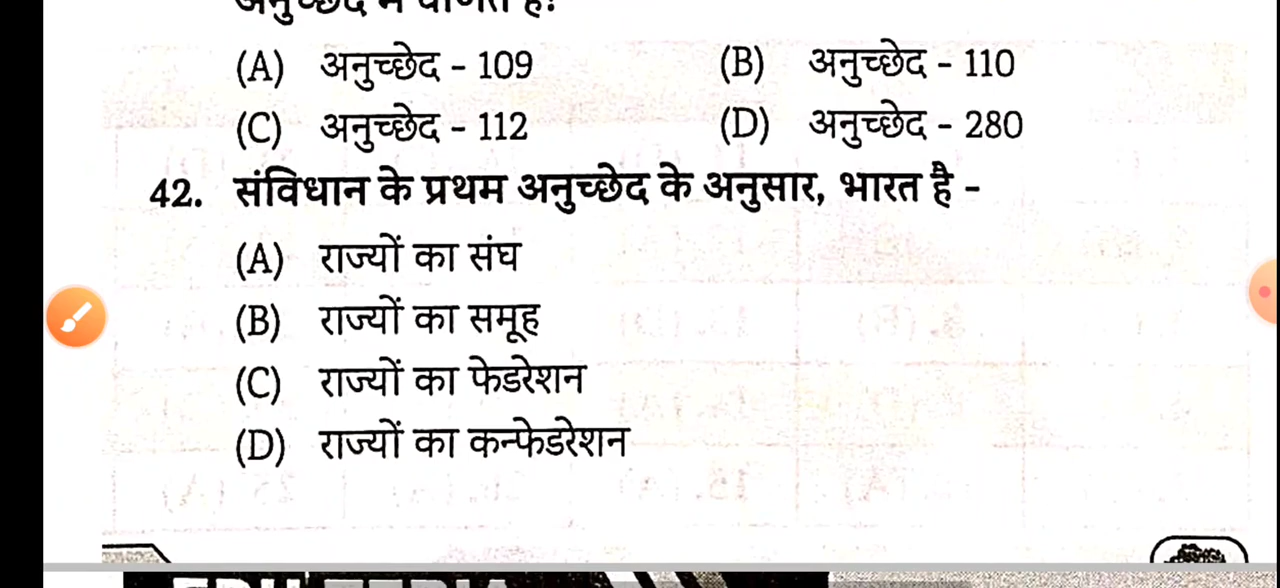 (A) अनुच्छेद - 109 (B) अनुच्छेद - 110
(C) अनुच्छेद - 112 (D) अनुच्छेद - 280
42. संविधान के प्रथम अनुच्छेद के अनुसार, भारत है -
(A) राज्यों का संघ
(B) राज्यों का समूह
(C) राज्यों का फेडरेशन
(D) राज्यों का कन्फेडरेशन